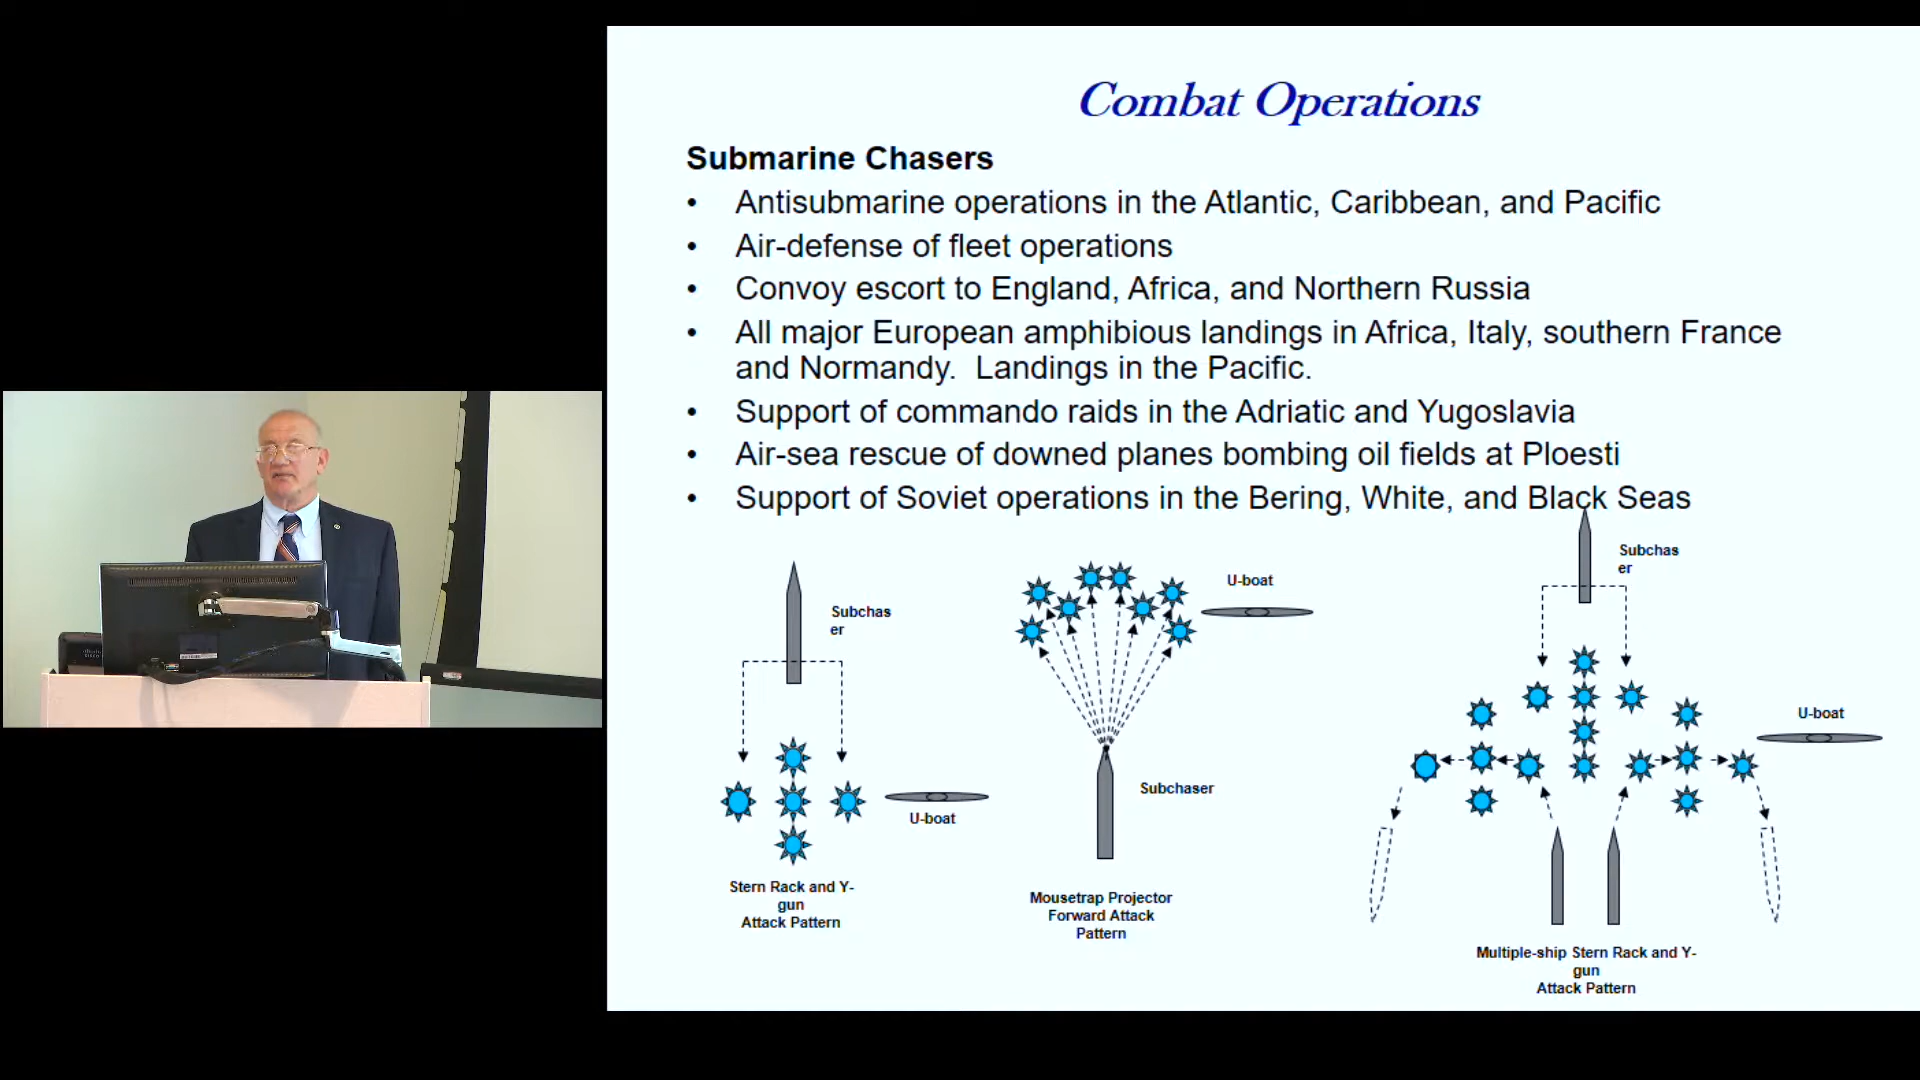 Combat Operations
Submarine Chasers
• Antisubmarine operations in the Atlantic, Caribbean, and Pacific
• Air-defense of fleet operations
• Convoy escort to England, Africa, and Northern Russia
• All major European amphibious landings in Africa, Italy, southern France
and Normandy.  Landings in the Pacific.
• Support of commando raids in the Adriatic and Yugoslavia
• Air-sea rescue of downed planes bombing oil fields at Ploesti
• Support of Soviet operations in the Bering, White, and Black Seas
Subchas
er
U-boat
Stern Rack and Y-
gun
Attack Pattern
U-boat
Subchaser
Mousetrap Projector
Forward Attack
Pattern
Subchas
er
U-boat
Multiple-ship Stern Rack and Y-
gun
Attack Pattern